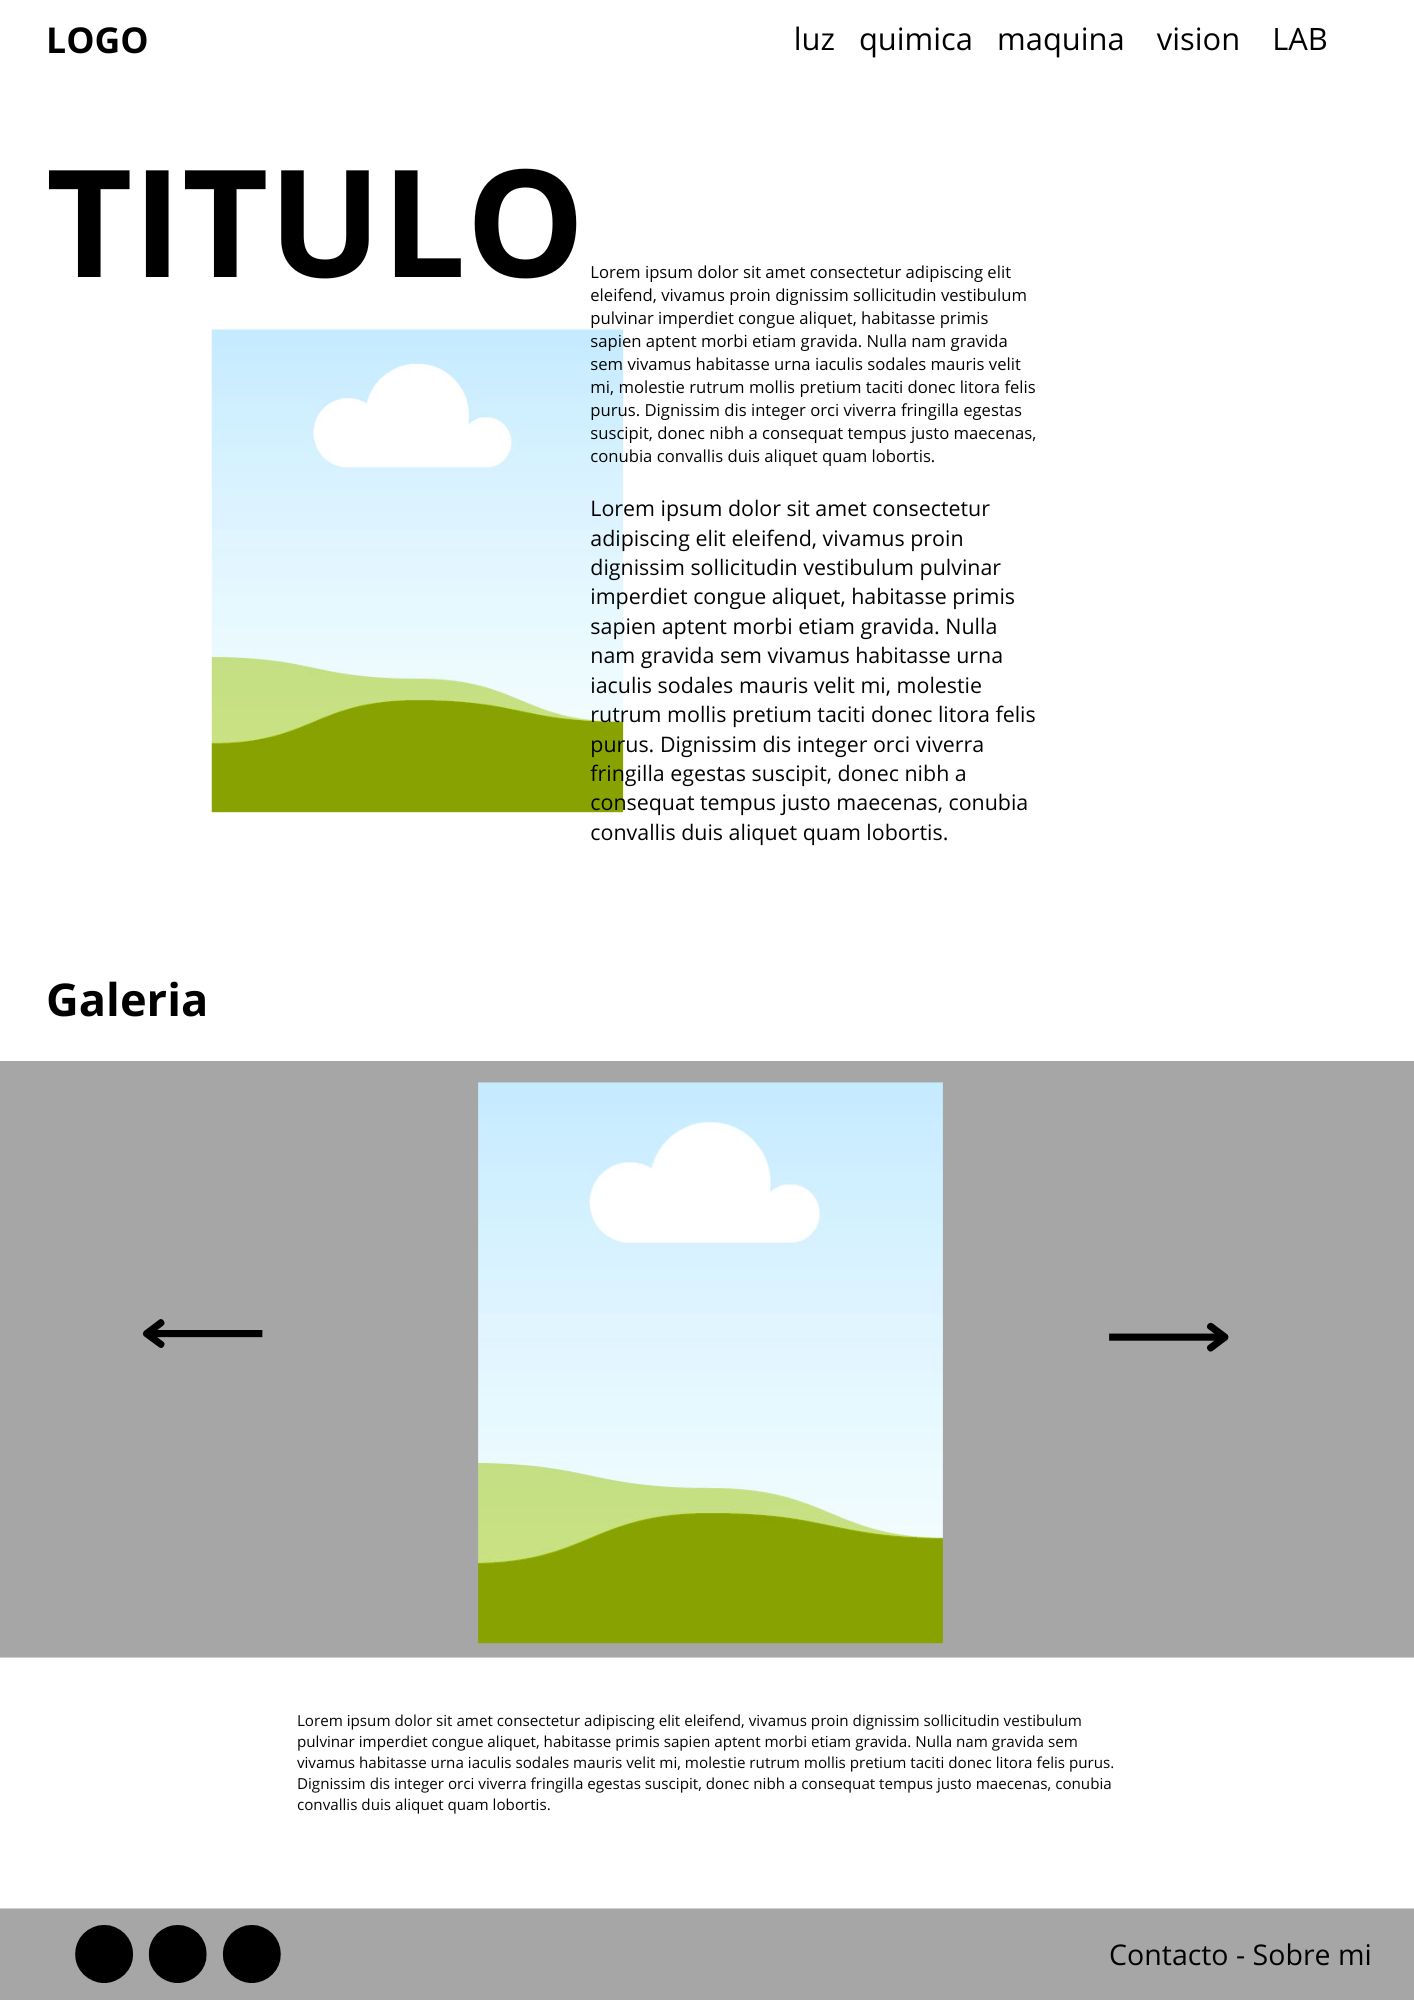 LOGO
luz quimica maquina vision LAB
TITULO
Lorem ipsum dolor sit amet consectetur adipiscing elit
eleifend, vivamus proin dignissim sollicitudin vestibulum
pulvinar imperdiet congue aliquet, habitasse primis
sapien aptent morbi etiam gravida. Nulla nam gravida
sem vivamus habitasse urna iaculis sodales mauris velit
mi, molestie rutrum mollis pretium taciti donec litora felis
purus. Dignissim dis integer orci viverra fringilla egestas
suscipit, donec nibh a consequat tempus justo maecenas,
conubia convallis duis aliquet quam lobortis.
Lorem ipsum dolor sit amet consectetur
adipiscing elit eleifend, vivamus proin
dignissim sollicitudin vestibulum pulvinar
imperdiet congue aliquet, habitasse primis
sapien aptent morbi etiam gravida. Nulla
nam gravida sem vivamus habitasse urna
iaculis sodales mauris velit mi, molestie
rutrum mollis pretium taciti donec litora felis
purus. Dignissim dis integer orci viverra
fringilla egestas suscipit, donec nibh a
consequat tempus justo maecenas, conubia
convallis duis aliquet quam lobortis.
Galeria
Lorem ipsum dolor sit amet consectetur adipiscing elit eleifend, vivamus proin dignissim sollicitudin vestibulum
pulvinar imperdiet congue aliquet, habitasse primis sapien aptent morbi etiam gravida. Nulla nam gravida sem
vivamus habitasse urna iaculis sodales mauris velit mi, molestie rutrum mollis pretium taciti donec litora felis purus.
Dignissim dis integer orci viverra fringilla egestas suscipit, donec nibh a consequat tempus justo maecenas, conubia
convallis duis aliquet quam lobortis.
Contacto - Sobre mi